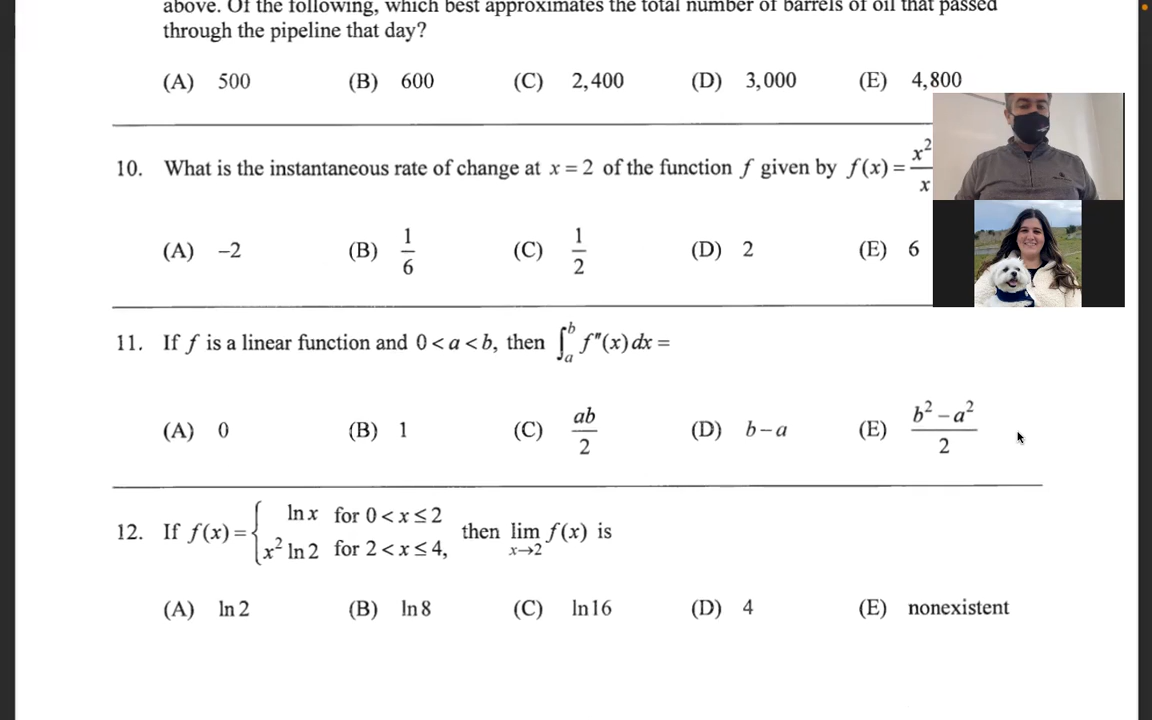 above. Of the following, which best approximates the total number of barrels of oil that passed
through the pipeline that day?
(A) 500 (B) 600 (C) 2,400 (D) 3,000 (E) 4,800
10. What is the instantaneous rate of change at x = 2 of the function f given by f(x) = x²/x
(A) −2 (B) 1/6 (C) 1/2 (D) 2 (E) 6
11. If f is a linear function and 0 < a < b, then ∫_a^b f″(x) dx =
(A) 0 (B) 1 (C) ab/2 (D) b − a (E) (b² − a²)/2
12. If f(x) = { ln x for 0 < x ≤ 2
x² ln 2 for 2 < x ≤ 4, then lim x→2 f(x) is
(A) ln 2 (B) ln 8 (C) ln 16 (D) 4 (E) nonexistent